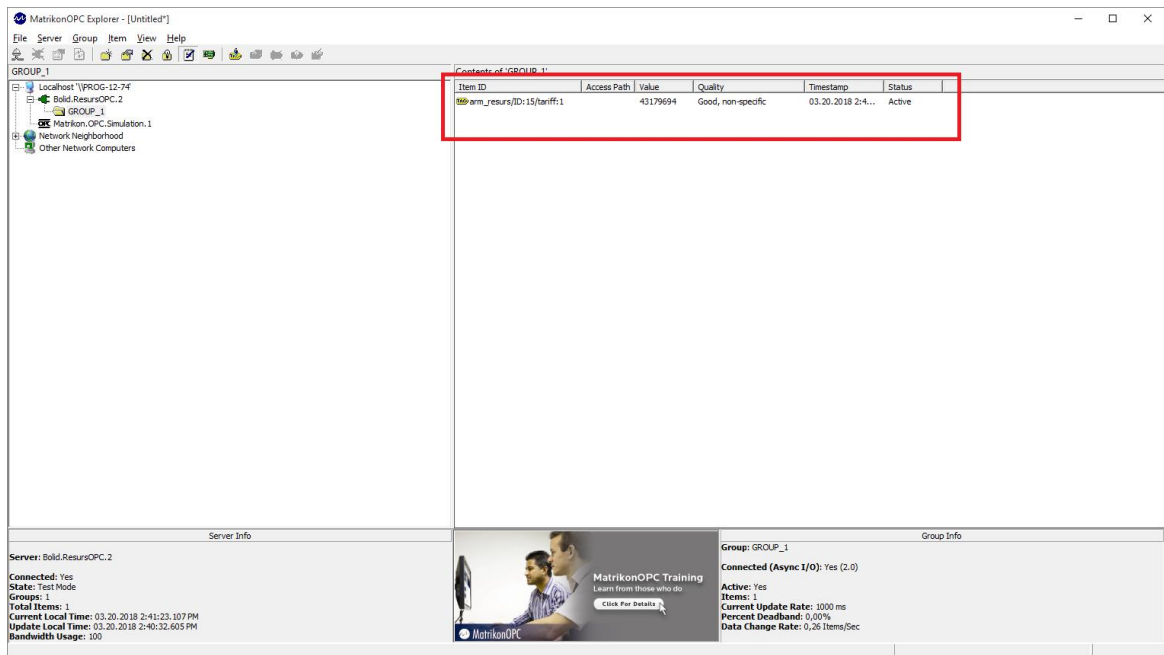 MatrikonOPC Explorer - [Untitled*]
File Server Group Item View Help
GROUP_1
Contents of 'GROUP_1'
Localhost '\\PROG-12-74'
Bolid.ResursOPC.2
GROUP_1
Matrikon.OPC.Simulation.1
Network Neighborhood
Other Network Computers
Item ID Access Path Value Quality Timestamp Status
arm_resurs/ID:15/tariff:1 43179694 Good, non-specific 03.20.2018 2:4... Active
Server Info
Server: Bolid.ResursOPC.2
Connected: Yes
State: Test Mode
Groups: 1
Total Items: 1
Current Local Time: 03.20.2018 2:41:23.107 PM
Update Local Time: 03.20.2018 2:40:32.605 PM
Bandwidth Usage: 100
MatrikonOPC Training
Learn from those who do
Click For Details
MatrikonOPC
Group Info
Group: GROUP_1
Connected (Async I/O): Yes (2.0)
Active: Yes
Items: 1
Current Update Rate: 1000 ms
Percent Deadband: 0,00%
Data Change Rate: 0,26 Items/Sec